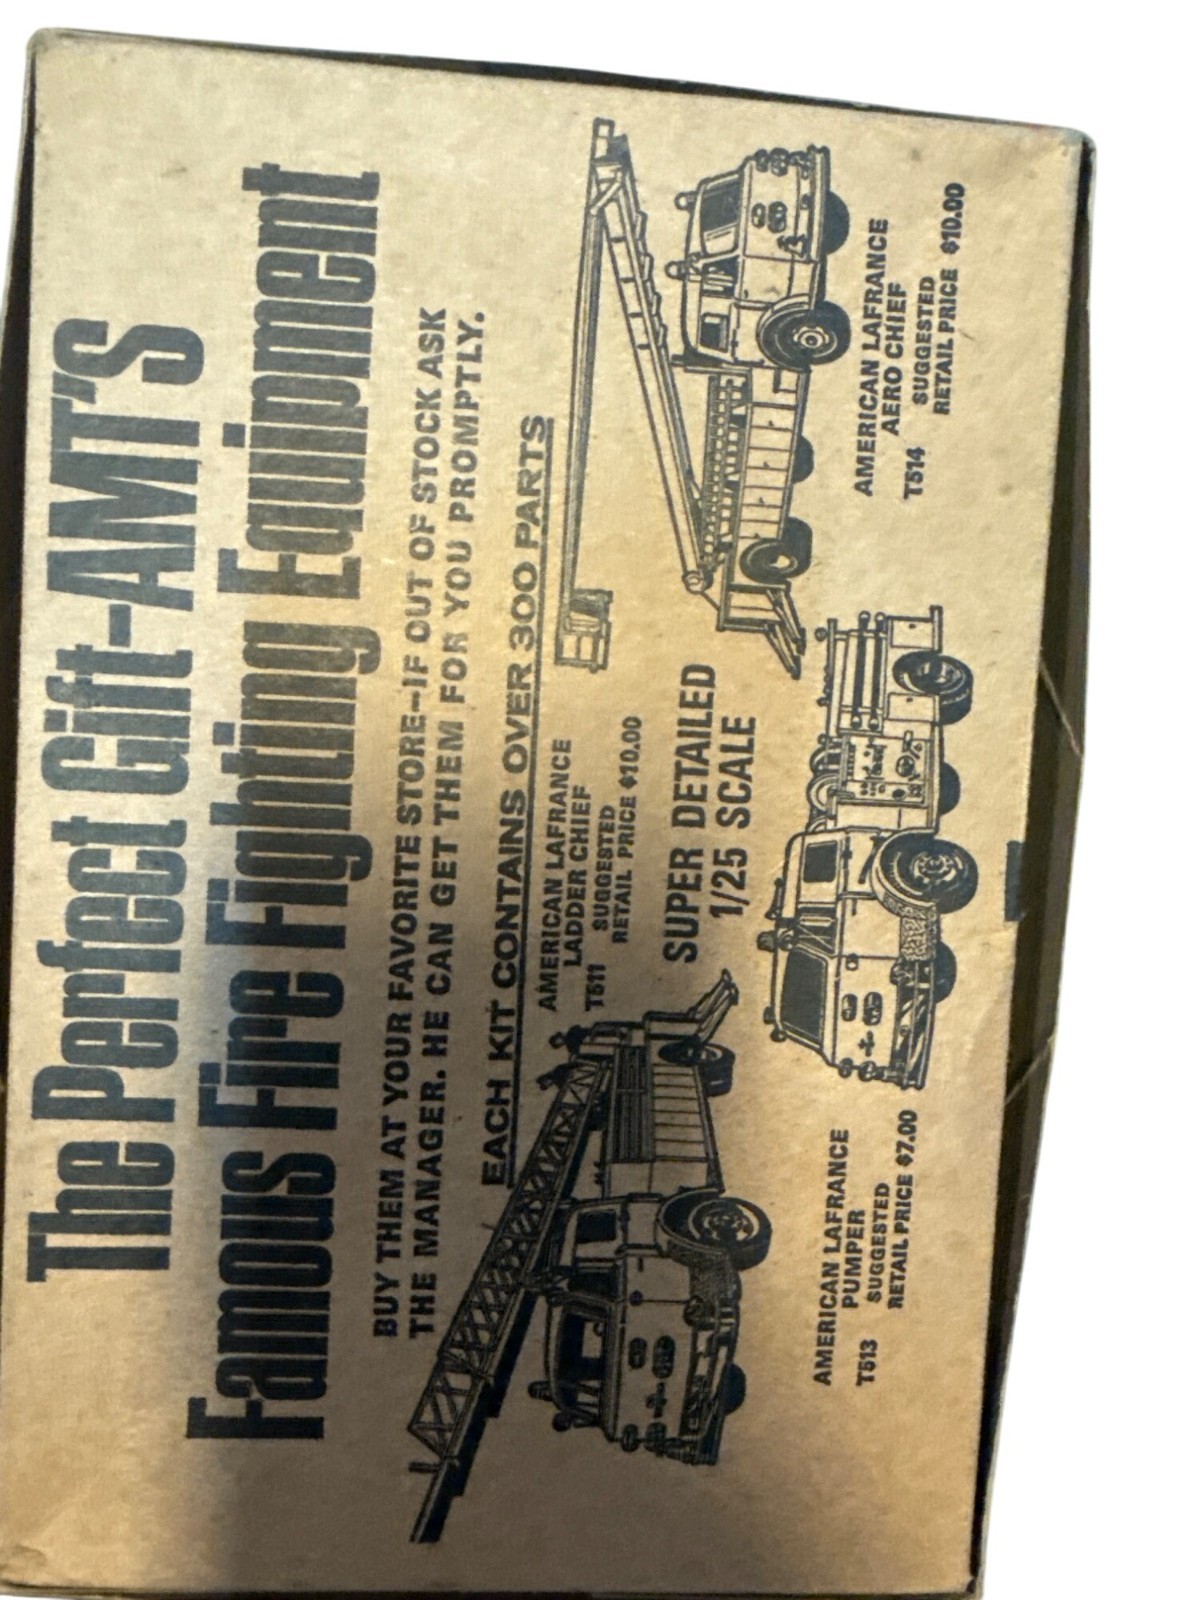 The Perfect Gift-AMT'S
Famous Fire Fighting Equipment
BUY THEM AT YOUR FAVORITE STORE-IF OUT OF STOCK ASK
THE MANAGER. HE CAN GET THEM FOR YOU PROMPTLY.
EACH KIT CONTAINS OVER 300 PARTS
AMERICAN LAFRANCE
LADDER CHIEF
T511 SUGGESTED
RETAIL PRICE $10.00
SUPER DETAILED
1/25 SCALE
AMERICAN LAFRANCE
AERO CHIEF
T514 SUGGESTED
RETAIL PRICE $10.00
AMERICAN LAFRANCE
PUMPER
T513 SUGGESTED
RETAIL PRICE $7.00